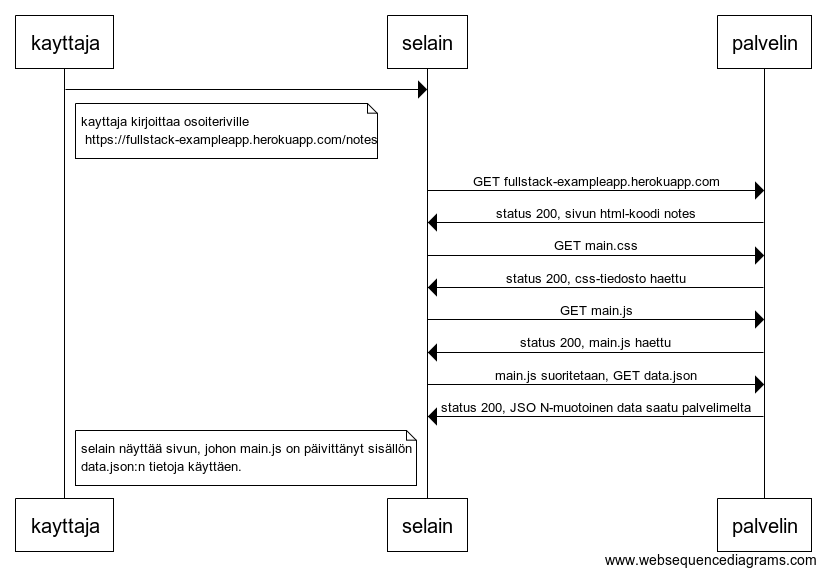 kayttaja selain palvelin
kayttaja kirjoittaa osoiteriville
https://fullstack-exampleapp.herokuapp.com/notes
GET fullstack-exampleapp.herokuapp.com
status 200, sivun html-koodi notes
GET main.css
status 200, css-tiedosto haettu
GET main.js
status 200, main.js haettu
main.js suoritetaan, GET data.json
status 200, JSO N-muotoinen data saatu palvelimelta
selain näyttää sivun, johon main.js on päivittänyt sisällön
data.json:n tietoja käyttäen.
kayttaja selain palvelin
www.websequencediagrams.com